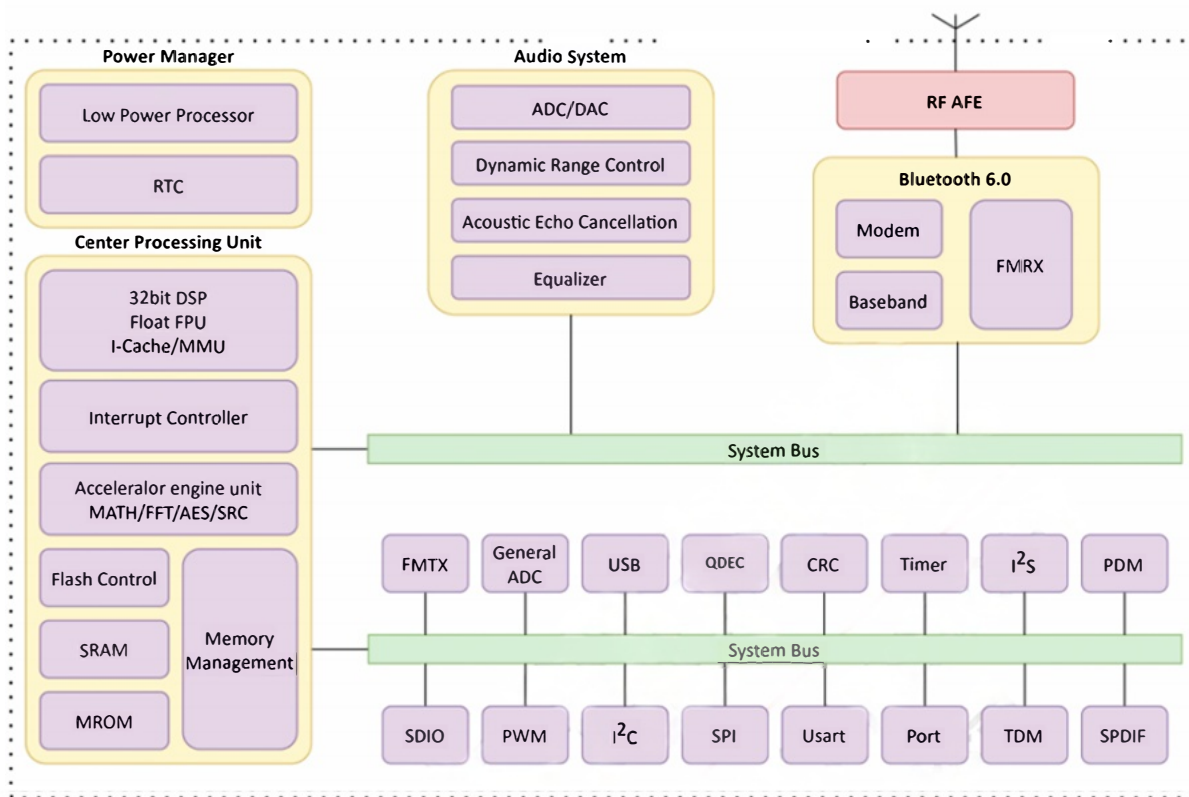 Power Manager
Low Power Processor
RTC
Center Processing Unit
32bit DSP
Float FPU
I-Cache/MMU
Interrupt Controller
Acceleralor engine unit
MATH/FFT/AES/SRC
Flash Control
SRAM
MROM
Memory
Management
Audio System
ADC/DAC
Dynamic Range Control
Acoustic Echo Cancellation
Equalizer
RF AFE
Bluetooth 6.0
Modem
Baseband
FMRX
System Bus
FMTX
General
ADC
USB
QDEC
CRC
Timer
I²S
PDM
System Bus
SDIO
PWM
I²C
SPI
Usart
Port
TDM
SPDIF